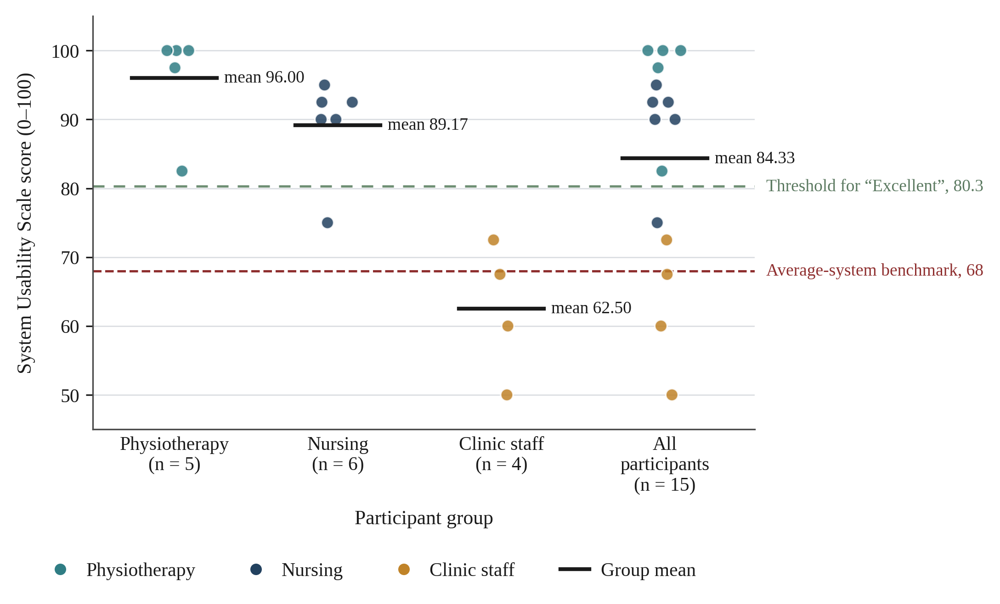 System Usability Scale score (0–100)
100
90
80
70
60
50
mean 96.00
mean 89.17
mean 62.50
mean 84.33
Threshold for “Excellent”, 80.3
Average-system benchmark, 68
Physiotherapy
(n = 5)
Nursing
(n = 6)
Clinic staff
(n = 4)
All
participants
(n = 15)
Participant group
Physiotherapy
Nursing
Clinic staff
Group mean